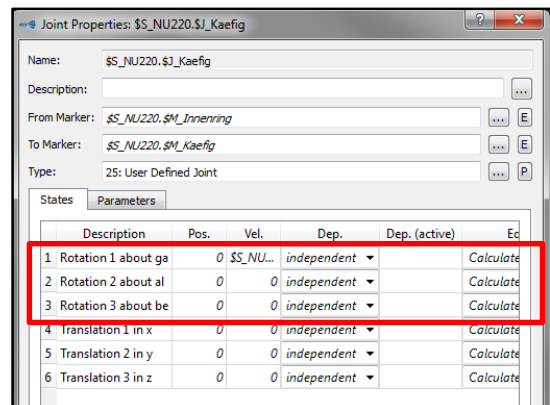 Joint Properties: $S_NU220.$J_Kaefig
?
X
Name: $S_NU220.$J_Kaefig
Description: ...
From Marker: $S_NU220.$M_Innenring ... E
To Marker: $S_NU220.$M_Kaefig ... E
Type: 25: User Defined Joint ... P
States Parameters
Description Pos. Vel. Dep. Dep. (active) Ec
1 Rotation 1 about ga 0 $S_NU... independent Calculate
2 Rotation 2 about al 0 0 independent Calculate
3 Rotation 3 about be 0 0 independent Calculate
4 Translation 1 in x 0 0 independent Calculate
5 Translation 2 in y 0 0 independent Calculate
6 Translation 3 in z 0 0 independent Calculate